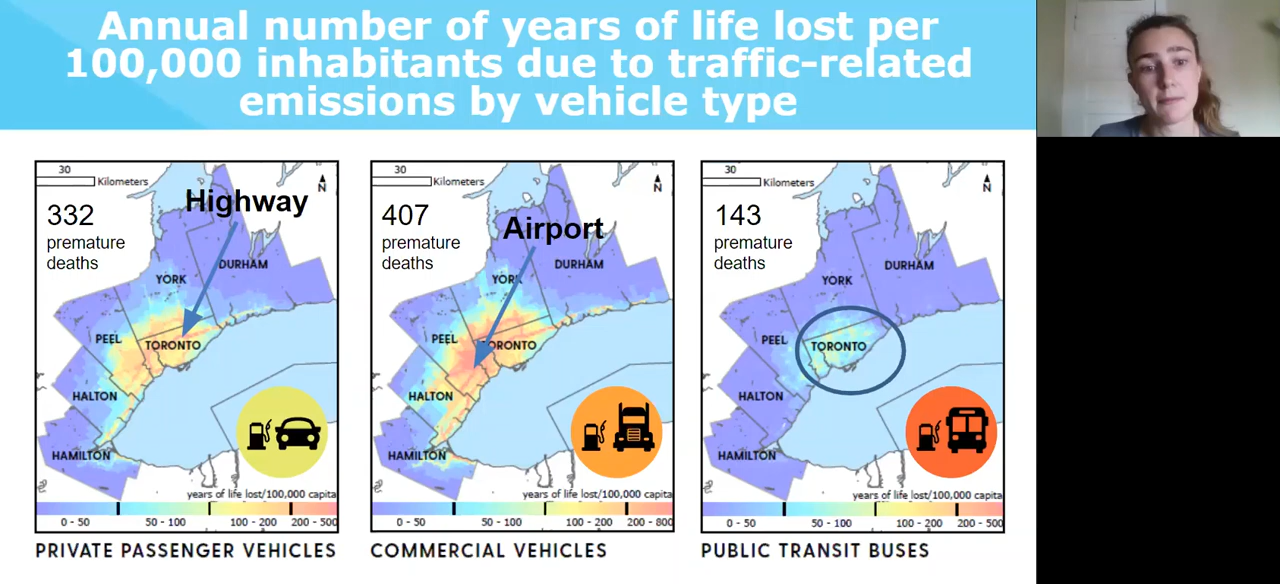 Annual number of years of life lost per
100,000 inhabitants due to traffic-related
emissions by vehicle type
30
Kilometers
N
332
premature
deaths
Highway
DURHAM
YORK
PEEL
TORONTO
HALTON
HAMILTON
years of life lost/100,000 capita
0 - 50 50 - 100 100 - 200 200 - 500
PRIVATE PASSENGER VEHICLES
30
Kilometers
N
407
premature
deaths
Airport
DURHAM
YORK
PEEL
TORONTO
HALTON
HAMILTON
years of life lost/100,000 capita
0 - 50 50 - 100 100 - 200 200 - 800
COMMERCIAL VEHICLES
30
Kilometers
N
143
premature
deaths
DURHAM
YORK
PEEL
TORONTO
HALTON
HAMILTON
years of life lost/100,000 capita
0 - 50 50 - 100 100 - 200 200 - 500
PUBLIC TRANSIT BUSES